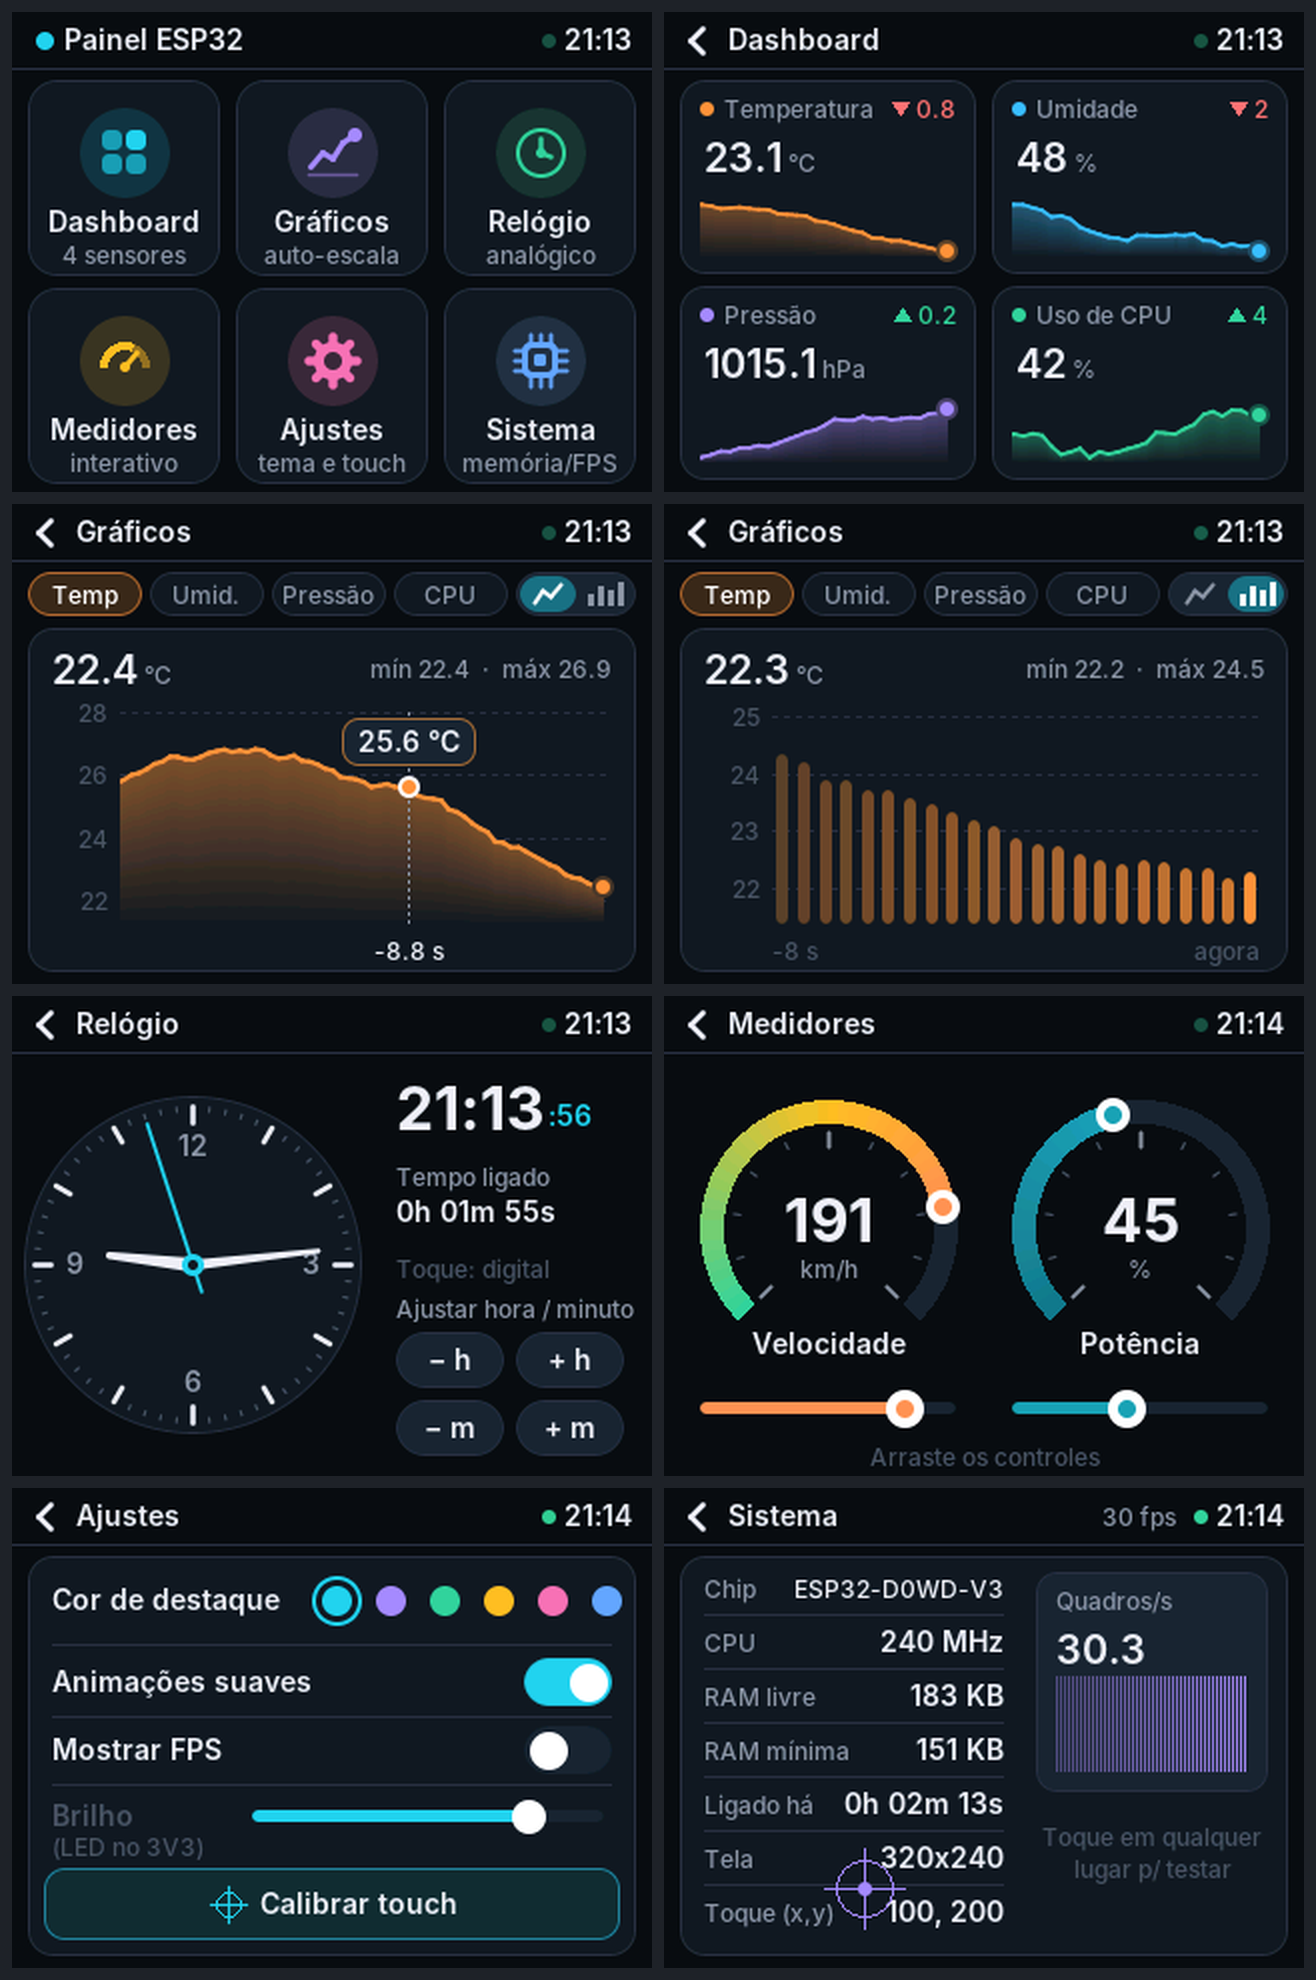 Painel ESP32 21:13
Dashboard
4 sensores
Gráficos
auto-escala
Relógio
analógico
Medidores
interativo
Ajustes
tema e touch
Sistema
memória/FPS
Dashboard 21:13
Temperatura 0.8
23.1 °C
Umidade 2
48 %
Pressão 0.2
1015.1 hPa
Uso de CPU 4
42 %
Gráficos 21:13
Temp Umid. Pressão CPU
22.4 °C mín 22.4 · máx 26.9
28
25.6 °C
26
24
22
-8.8 s
Gráficos 21:13
Temp Umid. Pressão CPU
22.3 °C mín 22.2 · máx 24.5
25
24
23
22
-8 s agora
Relógio 21:13
12
9 3
6
21:13 :56
Tempo ligado
0h 01m 55s
Toque: digital
Ajustar hora / minuto
– h + h
– m + m
Medidores 21:14
191
km/h
Velocidade
45
%
Potência
Arraste os controles
Ajustes 21:14
Cor de destaque
Animações suaves
Mostrar FPS
Brilho
(LED no 3V3)
Calibrar touch
Sistema 30 fps 21:14
Chip ESP32-D0WD-V3
CPU 240 MHz
RAM livre 183 KB
RAM mínima 151 KB
Ligado há 0h 02m 13s
Tela 320x240
Toque (x,y) 100, 200
Quadros/s
30.3
Toque em qualquer
lugar p/ testar